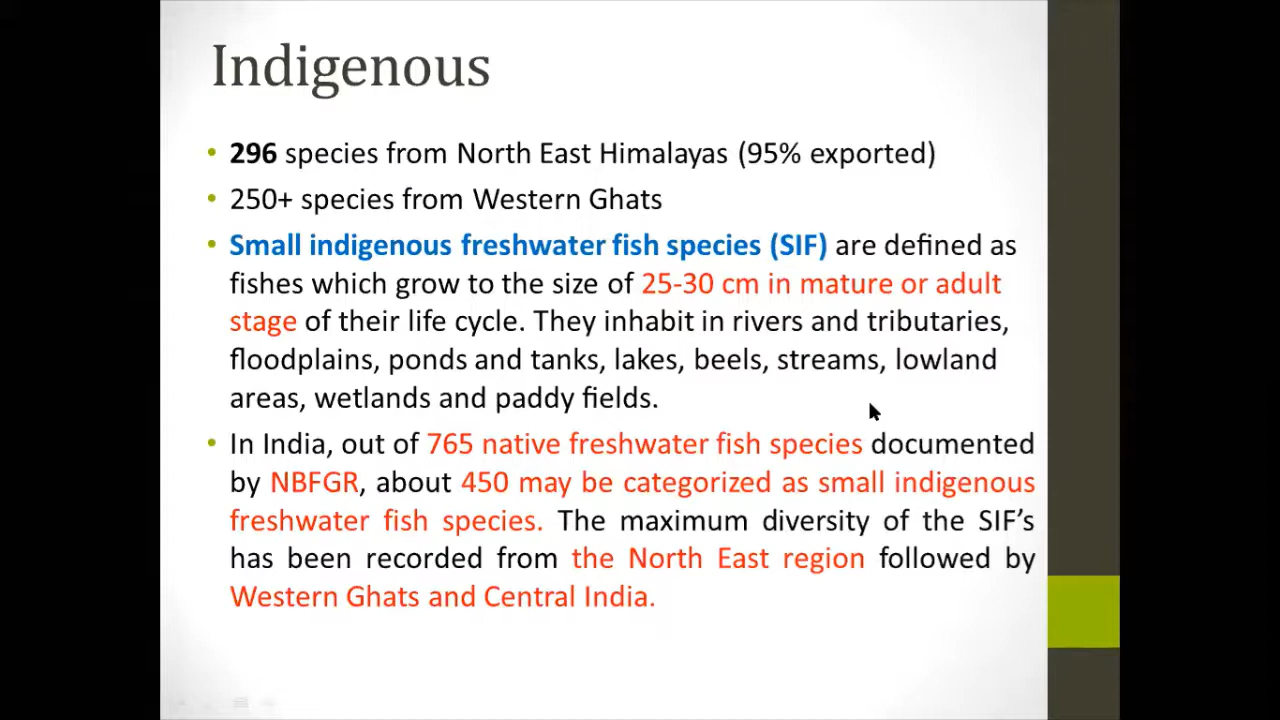 Indigenous
• 296 species from North East Himalayas (95% exported)
• 250+ species from Western Ghats
• Small indigenous freshwater fish species (SIF) are defined as
fishes which grow to the size of 25-30 cm in mature or adult
stage of their life cycle. They inhabit in rivers and tributaries,
floodplains, ponds and tanks, lakes, beels, streams, lowland
areas, wetlands and paddy fields.
• In India, out of 765 native freshwater fish species documented
by NBFGR, about 450 may be categorized as small indigenous
freshwater fish species. The maximum diversity of the SIF’s
has been recorded from the North East region followed by
Western Ghats and Central India.